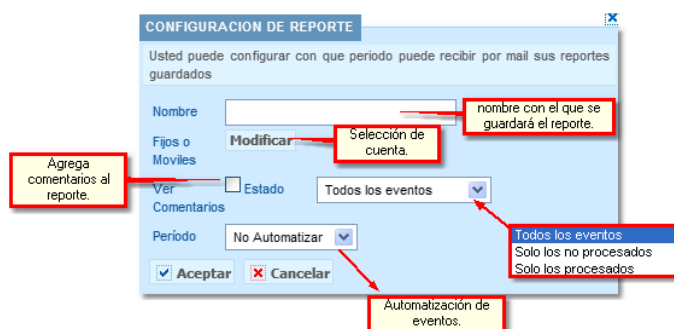 CONFIGURACION DE REPORTE
Usted puede configurar con que periodo puede recibir por mail sus reportes
guardados
Nombre
nombre con el que se
guardará el reporte.
Fijos o
Moviles
Modificar
Selección de
cuenta.
Agrega
comentarios al
reporte.
Ver
Comentarios
Estado
Todos los eventos
Todos los eventos
Solo los no procesados
Solo los procesados
Período
No Automatizar
Aceptar
Cancelar
Automatización de
eventos.